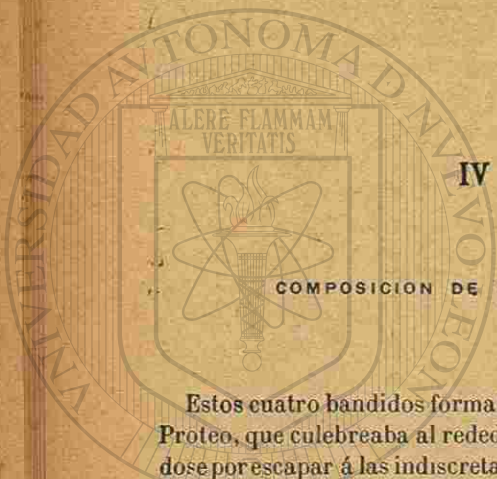 UNIVERSIDAD AUTONOMA DE NUEVO LEON
ALERE FLAMMAM
VERITATIS
IV
COMPOSICION DE
Estos cuatro bandidos forma
Proteo, que culebreaba al reded
dose por escapar á las indiscreta